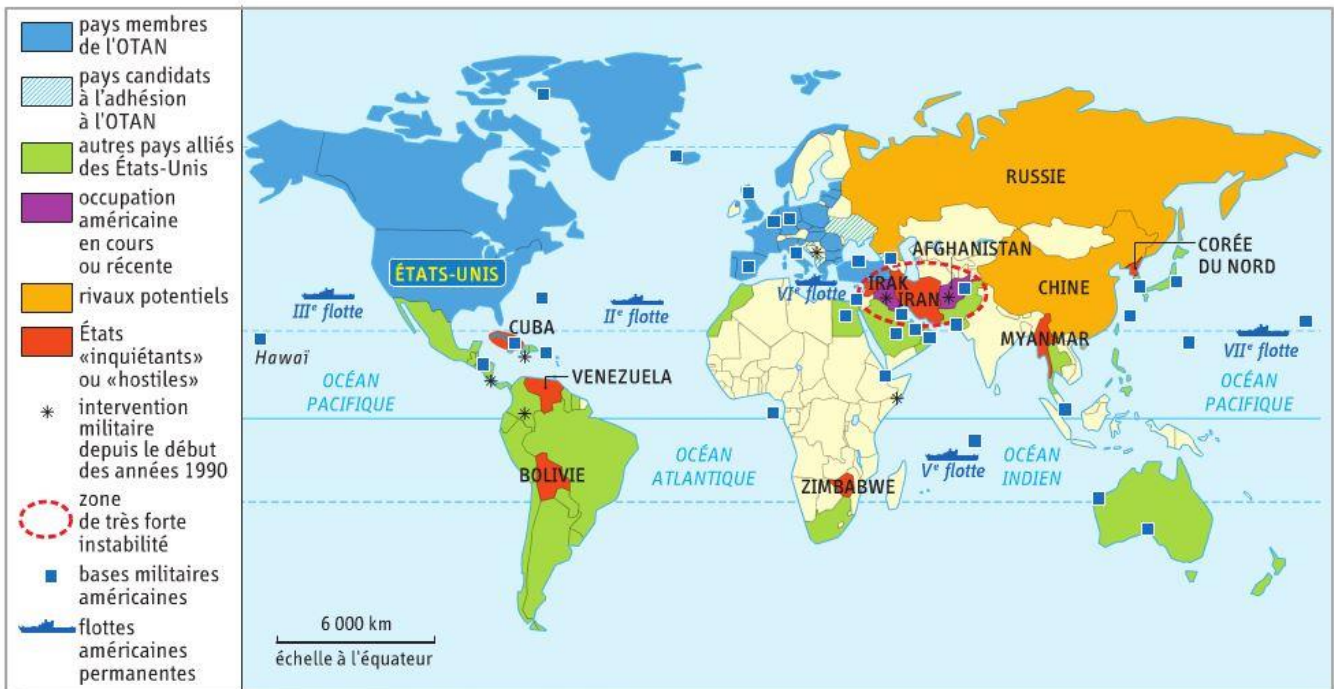 pays membres
de l'OTAN
pays candidats
à l'adhésion
à l'OTAN
autres pays alliés
des États-Unis
occupation
américaine
en cours
ou récente
rivaux potentiels
États
«inquiétants»
ou «hostiles»
intervention
militaire
depuis le début
des années 1990
zone
de très forte
instabilité
bases militaires
américaines
flottes
américaines
permanentes
RUSSIE
AFGHANISTAN
CORÉE
DU NORD
ÉTATS-UNIS
IRAK
IRAN
CHINE
IIIe flotte
IIe flotte
VIe flotte
CUBA
MYANMAR
VIIe flotte
Hawaï
VENEZUELA
OCÉAN
PACIFIQUE
OCÉAN
PACIFIQUE
OCÉAN
ATLANTIQUE
Ve flotte
OCÉAN
INDIEN
BOLIVIE
ZIMBABWE
6 000 km
échelle à l'équateur